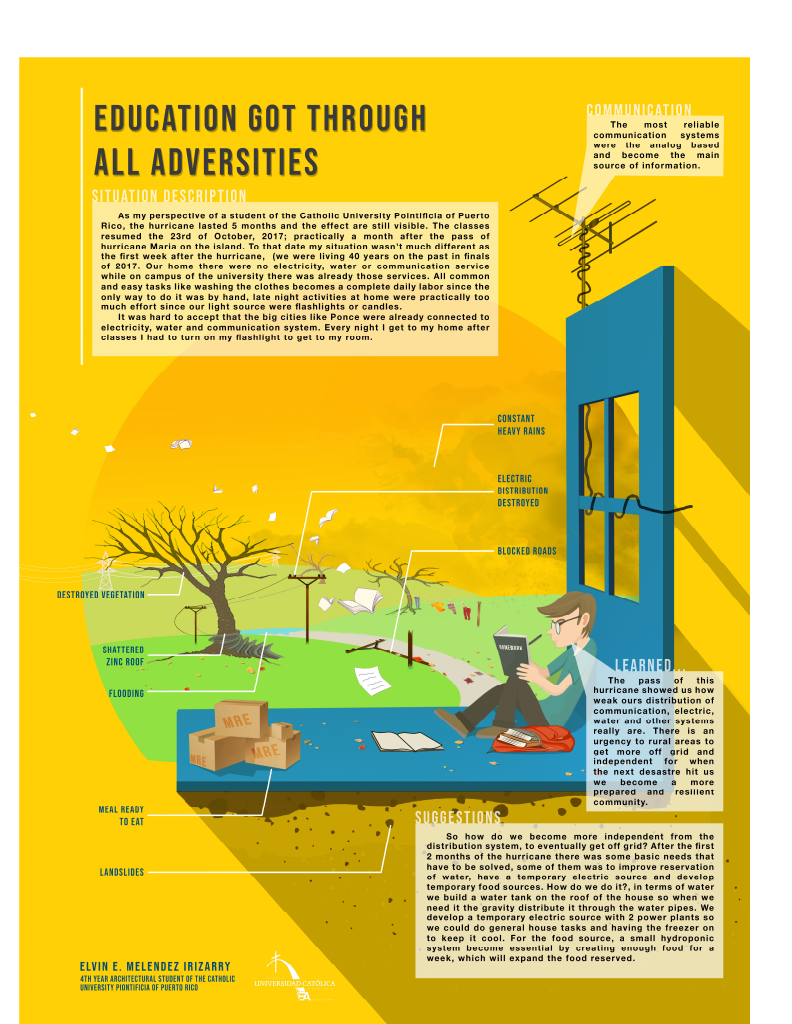 EDUCATION GOT THROUGH
ALL ADVERSITIES
SITUATION DESCRIPTION
As my perspective of a student of the Catholic University Pointificia of Puerto
Rico, the hurricane lasted 5 months and the effect are still visible. The classes
resumed the 23rd of October, 2017; practically a month after the pass of
hurricane Maria on the island. To that date my situation wasn't much different as
the first week after the hurricane, (we were living 40 years on the past in finals
of 2017. Our home there were no electricity, water or communication service
while on campus of the university there was already those services. All common
and easy tasks like washing the clothes becomes a complete daily labor since the
only way to do it was by hand, late night activities at home were practically too
much effort since our light source were flashlights or candles.
It was hard to accept that the big cities like Ponce were already connected to
electricity, water and communication system. Every night I get to my home after
classes I had to turn on my flashlight to get to my room.
COMMUNICATION
The most reliable
communication systems
were the analog based
and become the main
source of information.
CONSTANT
HEAVY RAINS
ELECTRIC
DISTRIBUTION
DESTROYED
BLOCKED ROADS
DESTROYED VEGETATION
SHATTERED
ZINC ROOF
FLOODING
MRE
MRE
MRE
MEAL READY
TO EAT
LANDSLIDES
LEARNED...
The pass of this
hurricane showed us how
weak ours distribution of
communication, electric,
water and other systems
really are. There is an
urgency to rural areas to
get more off grid and
independent for when
the next desastre hit us
we become a more
prepared and resilient
community.
SUGGESTIONS
So how do we become more independent from the
distribution system, to eventually get off grid? After the first
2 months of the hurricane there was some basic needs that
have to be solved, some of them was to improve reservation
of water, have a temporary electric source and develop
temporary food sources. How do we do it?, in terms of water
we build a water tank on the roof of the house so when we
need it the gravity distribute it through the water pipes. We
develop a temporary electric source with 2 power plants so
we could do general house tasks and having the freezer on
to keep it cool. For the food source, a small hydroponic
system become essential by creating enough food for a
week, which will expand the food reserved.
ELVIN E. MELENDEZ IRIZARRY
4TH YEAR ARCHITECTURAL STUDENT OF THE CATHOLIC
UNIVERSITY PIONTIFICIA OF PUERTO RICO
UNIVERSIDAD CATÓLICA